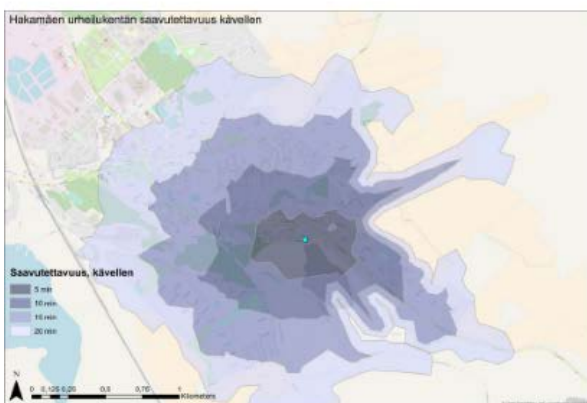 Hakamäen urheilukentän saavutettavuus kävellen
Saavutettavuus, kävellen
5 min
10 min
15 min
20 min
N
0 0,125 0,25 0,5 0,75 1
Kilometers